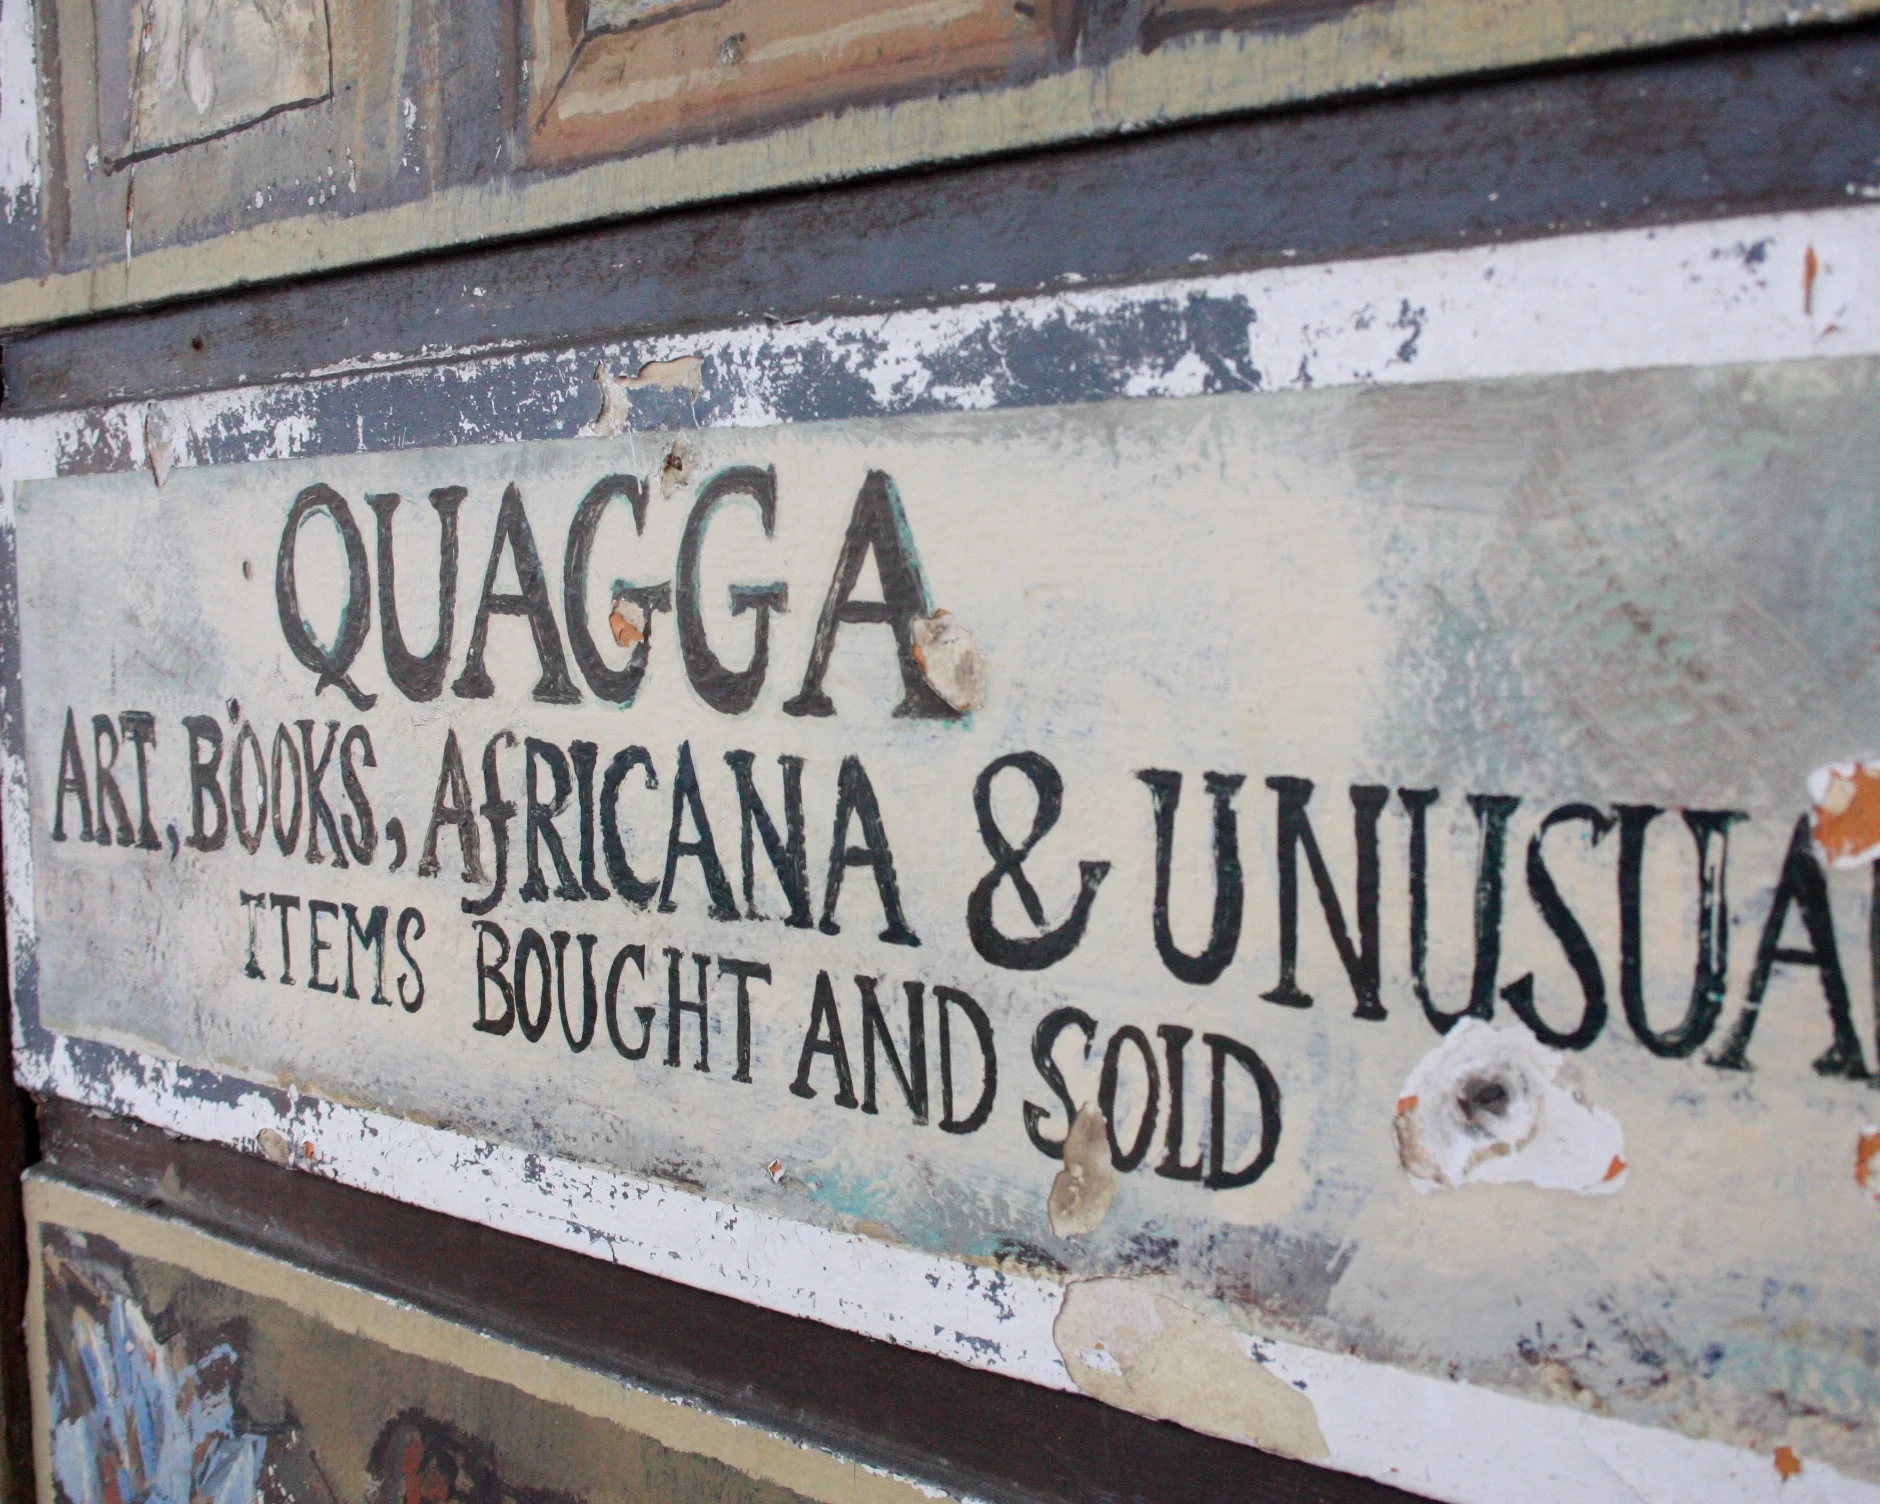 QUAGGA
ART, BOOKS, AfRICANA & UNUSUAL
ITEMS BOUGHT AND SOLD